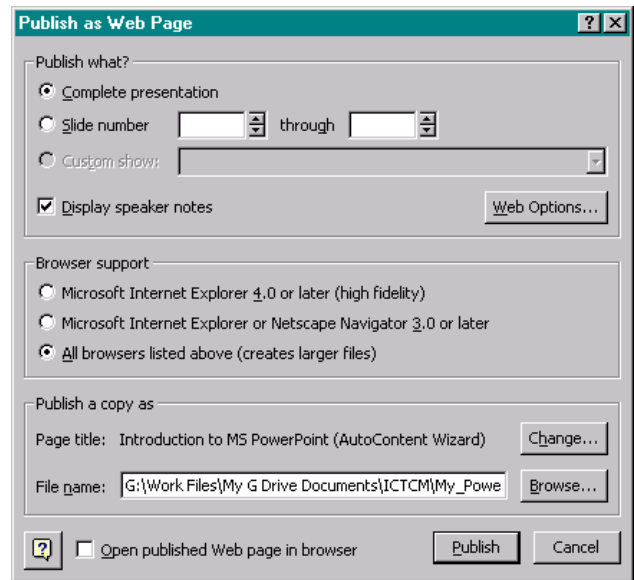 Publish as Web Page
Publish what?
Complete presentation
Slide number through
Custom show:
Display speaker notes Web Options...
Browser support
Microsoft Internet Explorer 4.0 or later (high fidelity)
Microsoft Internet Explorer or Netscape Navigator 3.0 or later
All browsers listed above (creates larger files)
Publish a copy as
Page title: Introduction to MS PowerPoint (AutoContent Wizard) Change...
File name: G:\Work Files\My G Drive Documents\ICTCM\My_Powe Browse...
Open published Web page in browser Publish Cancel